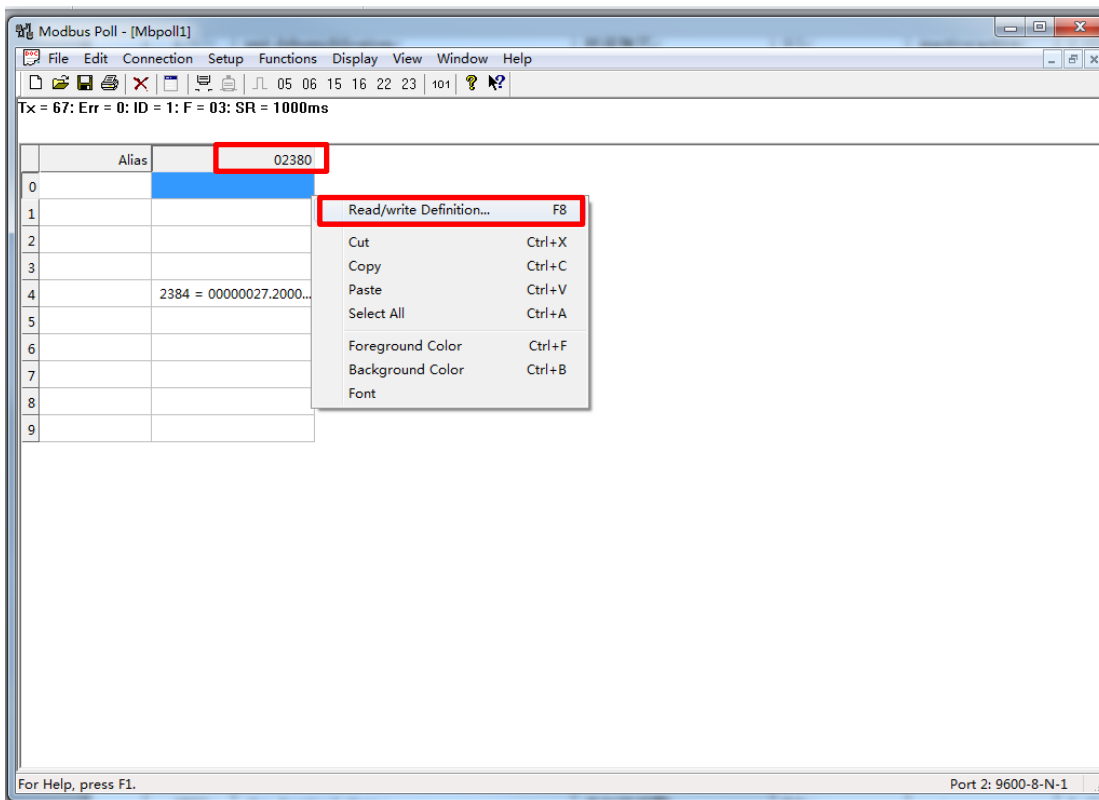 Modbus Poll - [Mbpoll1]
File Edit Connection Setup Functions Display View Window Help
05 06 15 16 22 23 101
Tx = 67: Err = 0: ID = 1: F = 03: SR = 1000ms
Alias 02380
0
1 Read/write Definition... F8
2 Cut Ctrl+X
3 Copy Ctrl+C
4 2384 = 00000027.2000... Paste Ctrl+V
5 Select All Ctrl+A
6 Foreground Color Ctrl+F
7 Background Color Ctrl+B
8 Font
9
For Help, press F1. Port 2: 9600-8-N-1